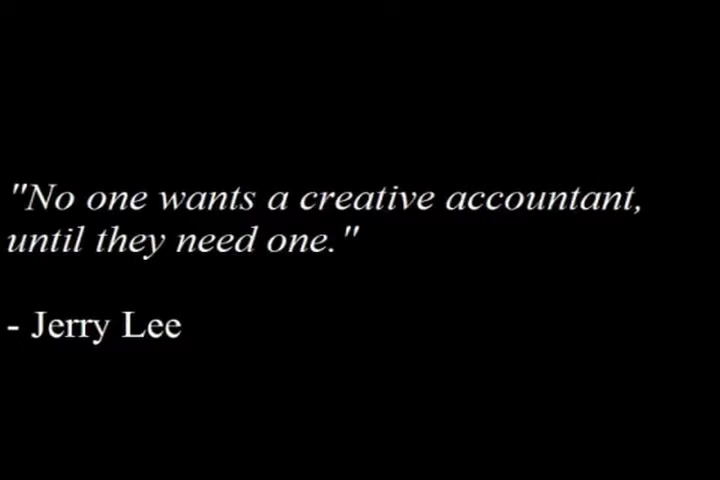 "No one wants a creative accountant,
until they need one."
- Jerry Lee